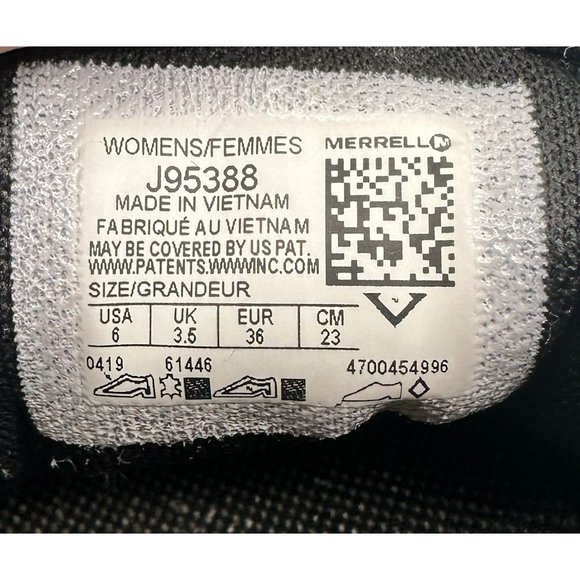 WOMENS/FEMMES
MERRELL M
J95388
MADE IN VIETNAM
FABRIQUÉ AU VIETNAM
MAY BE COVERED BY US PAT.
WWW.PATENTS.WWWINC.COM
SIZE/GRANDEUR
USA UK EUR CM
6 3.5 36 23
0419 61446 4700454996